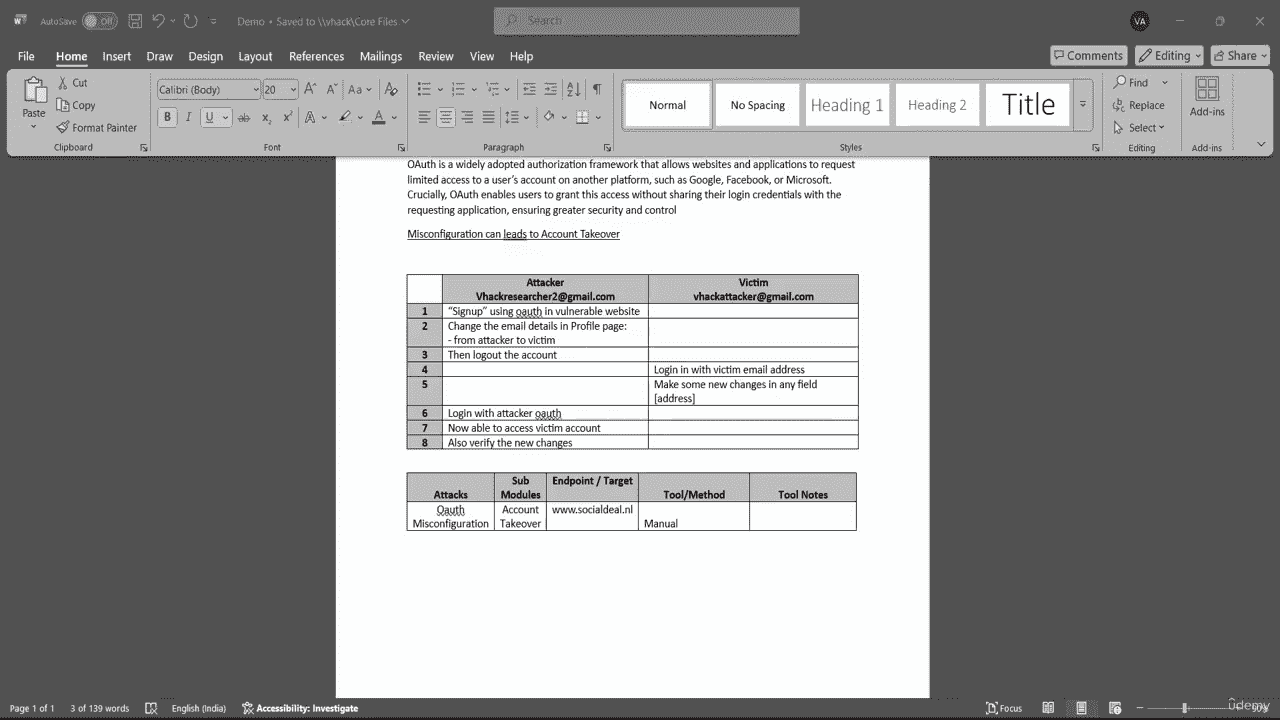 AutoSave Off Demo • Saved to \\vhack\Core Files Search VA
File Home Insert Draw Design Layout References Mailings Review View Help Comments Editing Share
Paste Cut Copy Format Painter
Calibri (Body) 20
Normal No Spacing Heading 1 Heading 2 Title
Find Replace Select
Add-ins
Clipboard Font Paragraph Styles Editing Add-ins
OAuth is a widely adopted authorization framework that allows websites and applications to request
limited access to a user's account on another platform, such as Google, Facebook, or Microsoft.
Crucially, OAuth enables users to grant this access without sharing their login credentials with the
requesting application, ensuring greater security and control
Misconfiguration can leads to Account Takeover
Attacker Victim
Vhackresearcher2@gmail.com vhackattacker@gmail.com
1 "Signup" using oauth in vulnerable website
2 Change the email details in Profile page:
- from attacker to victim
3 Then logout the account
4 Login in with victim email address
5 Make some new changes in any field
[address]
6 Login with attacker oauth
7 Now able to access victim account
8 Also verify the new changes
Attacks Sub Modules Endpoint / Target Tool/Method Tool Notes
Oauth Misconfiguration Account Takeover www.socialdeal.nl Manual
Page 1 of 1 3 of 139 words English (India) Accessibility: Investigate Focus